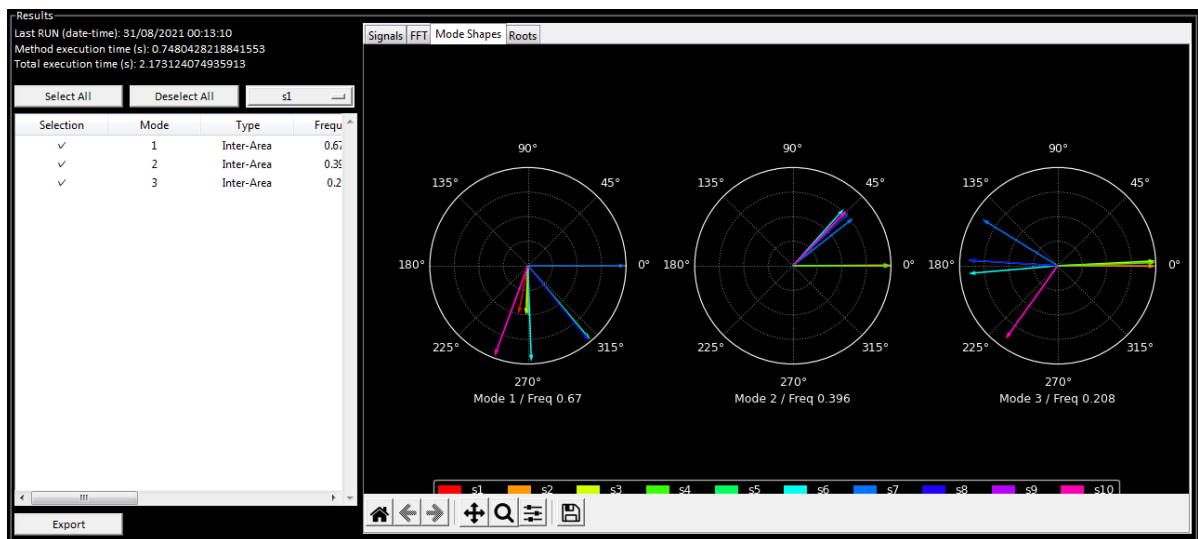 Results
Last RUN (date-time): 31/08/2021 00:13:10
Method execution time (s): 0.7480428218841553
Total execution time (s): 2.173124074935913
Select All Deselect All s1
Selection Mode Type Frequ
1 Inter-Area 0.67
2 Inter-Area 0.39
3 Inter-Area 0.2
Export
Signals FFT Mode Shapes Roots
90°
135° 45°
180° 0°
225° 315°
270°
Mode 1 / Freq 0.67
90°
135° 45°
180° 0°
225° 315°
270°
Mode 2 / Freq 0.396
90°
135° 45°
180° 0°
225° 315°
270°
Mode 3 / Freq 0.208
s1 s2 s3 s4 s5 s6 s7 s8 s9 s10